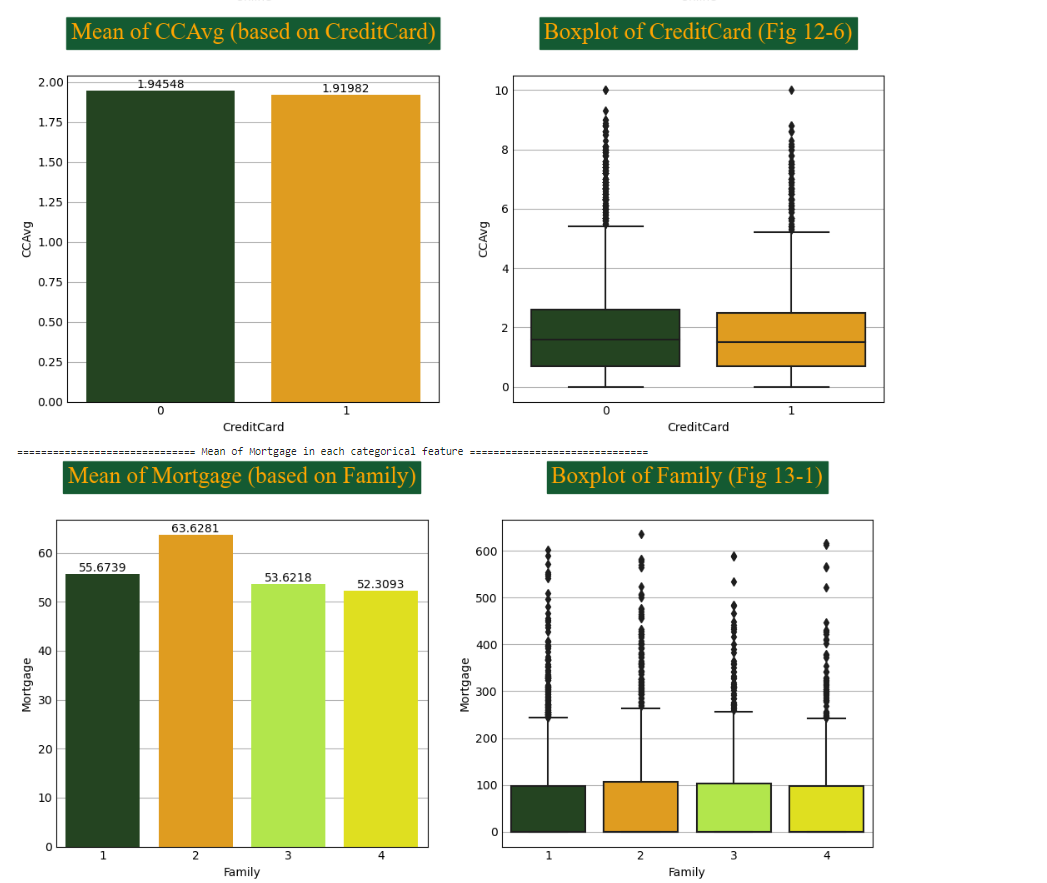 Mean of CCAvg (based on CreditCard)
Boxplot of CreditCard (Fig 12-6)
2.00
1.75
1.50
1.25
1.00
0.75
0.50
0.25
0.00
CCAvg
1.94548
1.91982
0 1
CreditCard
10
8
6
4
2
0
CCAvg
0 1
CreditCard
============================== Mean of Mortgage in each categorical feature ==============================
Mean of Mortgage (based on Family)
Boxplot of Family (Fig 13-1)
60
50
40
30
20
10
0
Mortgage
55.6739
63.6281
53.6218
52.3093
1 2 3 4
Family
600
500
400
300
200
100
0
Mortgage
1 2 3 4
Family